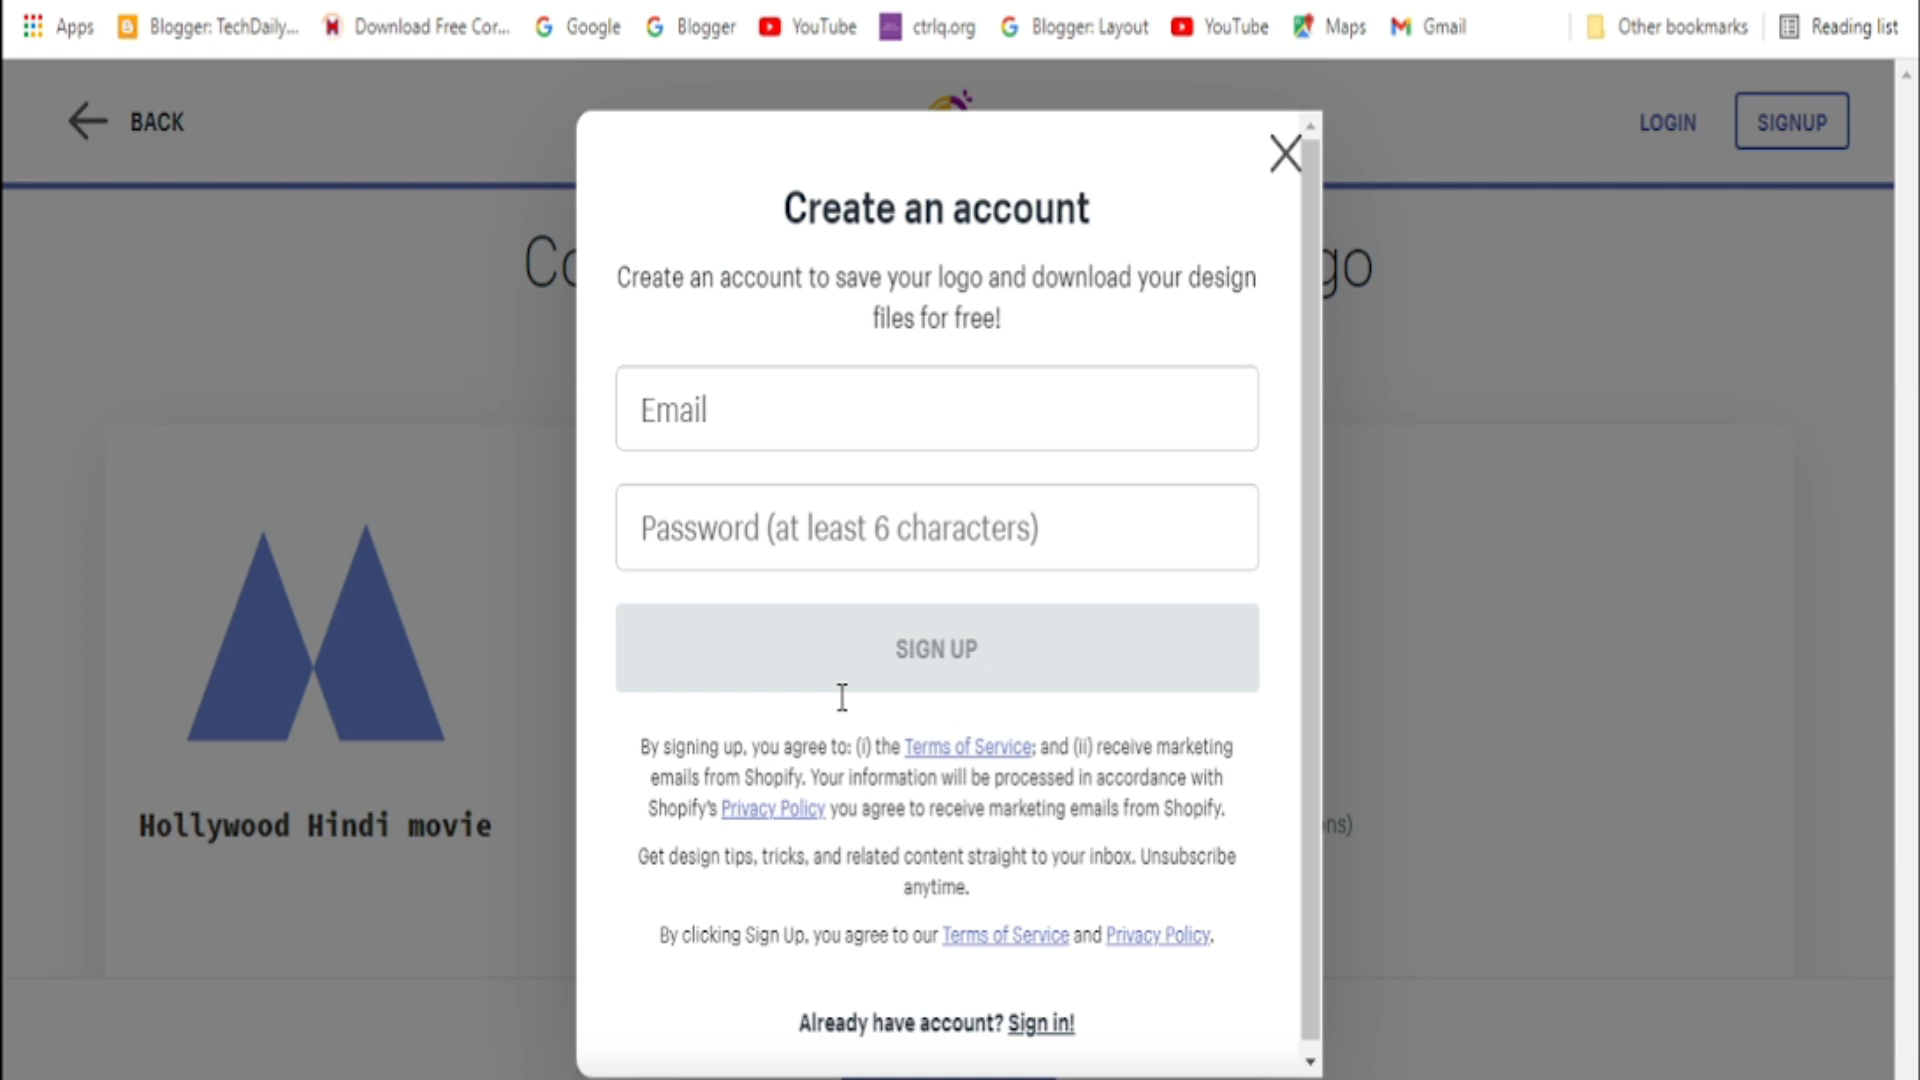 Apps Blogger: TechDaily... Download Free Cor... Google Blogger YouTube ctrlq.org Blogger: Layout YouTube Maps Gmail Other bookmarks Reading list
BACK
LOGIN SIGNUP
Create an account
Create an account to save your logo and download your design
files for free!
Email
Password (at least 6 characters)
SIGN UP
By signing up, you agree to: (i) the Terms of Service; and (ii) receive marketing
emails from Shopify. Your information will be processed in accordance with
Shopify's Privacy Policy you agree to receive marketing emails from Shopify.
Get design tips, tricks, and related content straight to your inbox. Unsubscribe
anytime.
By clicking Sign Up, you agree to our Terms of Service and Privacy Policy.
Already have account? Sign in!
Hollywood Hindi movie